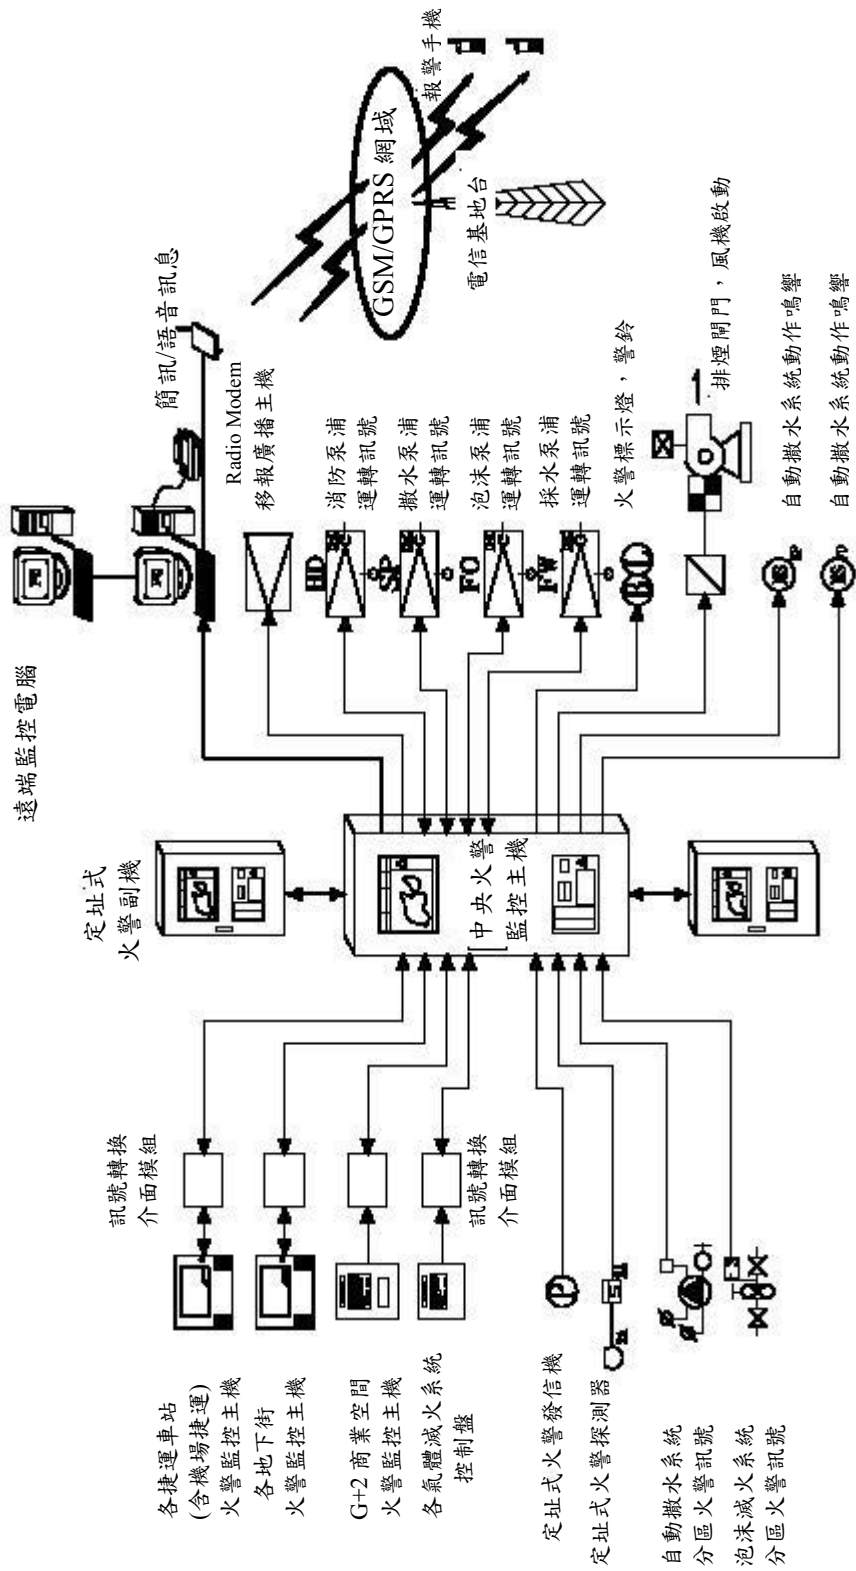 遠端監控電腦
簡訊/語音訊息
Radio Modem
移報廣播主機
HD
消防泵浦
運轉訊號
SP
撒水泵浦
運轉訊號
FO
泡沫泵浦
運轉訊號
FW
採水泵浦
運轉訊號
B/L
火警標示燈，警鈴
排煙閘門，風機啟動
自動撒水系統動作鳴響
自動撒水系統動作鳴響
GSM/GPRS 網域
報警手機
電信基地台
定址式
火警副機
中央火警
監控主機
訊號轉換
介面模組
訊號轉換
介面模組
各捷運車站
(含機場捷運)
火警監控主機
各地下街
火警監控主機
G+2 商業空間
火警監控主機
各氣體滅火系統
控制盤
P
定址式火警發信機
定址式火警探測器
自動撒水系統
分區火警訊號
泡沫滅火系統
分區火警訊號